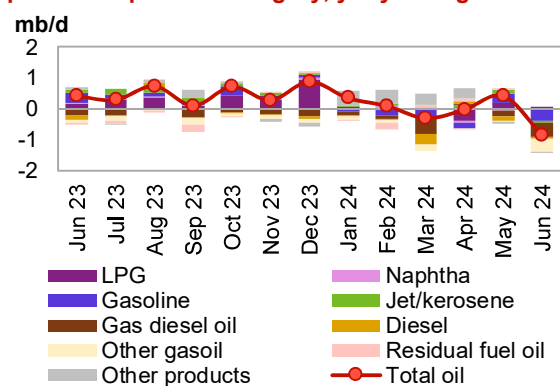 mb/d
2
1
0
-1
-2
Jun 23
Jul 23
Aug 23
Sep 23
Oct 23
Nov 23
Dec 23
Jan 24
Feb 24
Mar 24
Apr 24
May 24
Jun 24
LPG
Naphtha
Gasoline
Jet/kerosene
Gas diesel oil
Diesel
Other gasoil
Residual fuel oil
Other products
Total oil